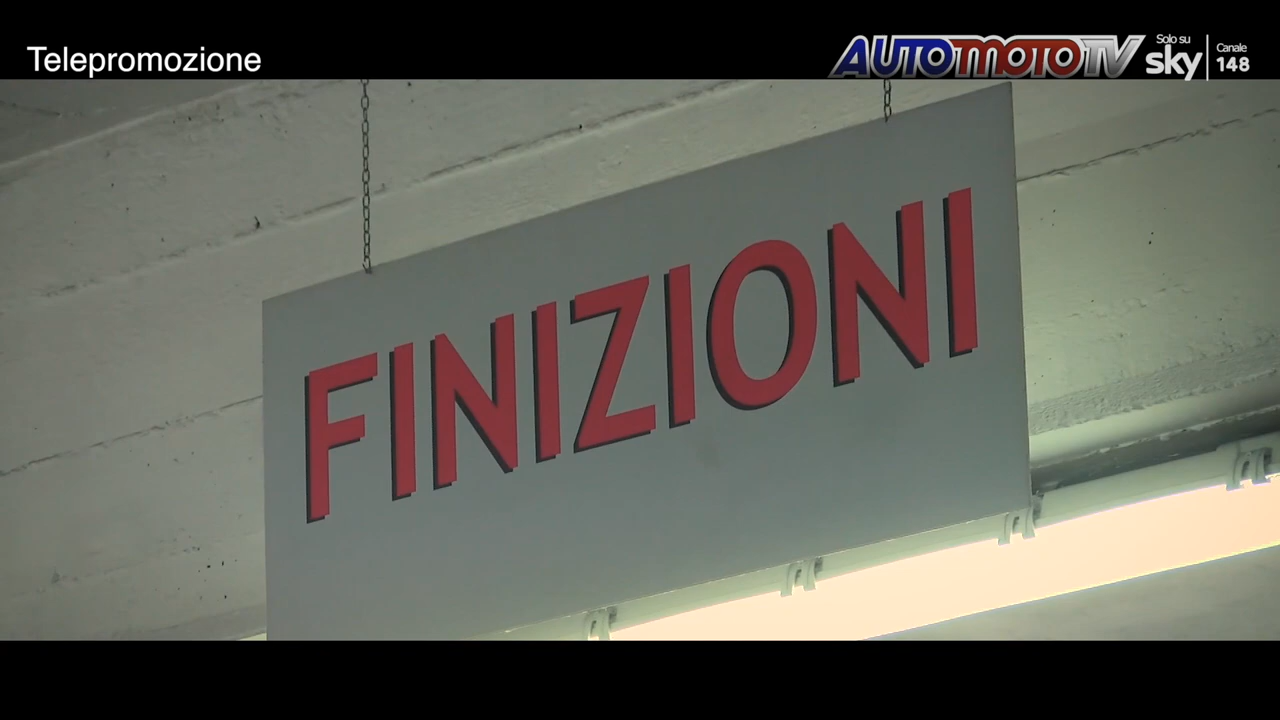 Telepromozione
AUTOMOTOTV
Solo su
sky
Canale
148
FINIZIONI